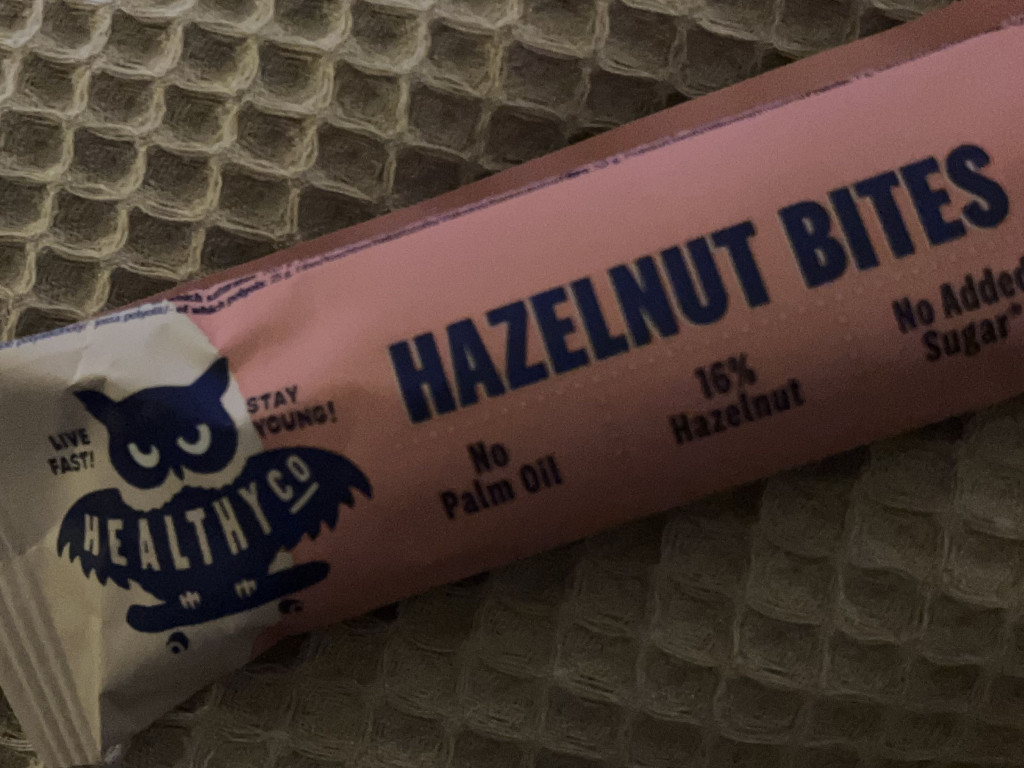 LIVE
FAST!
STAY
YOUNG!
HEALTHYCO
HAZELNUT BITES
No
Palm Oil
16%
Hazelnut
No Added
Sugar*